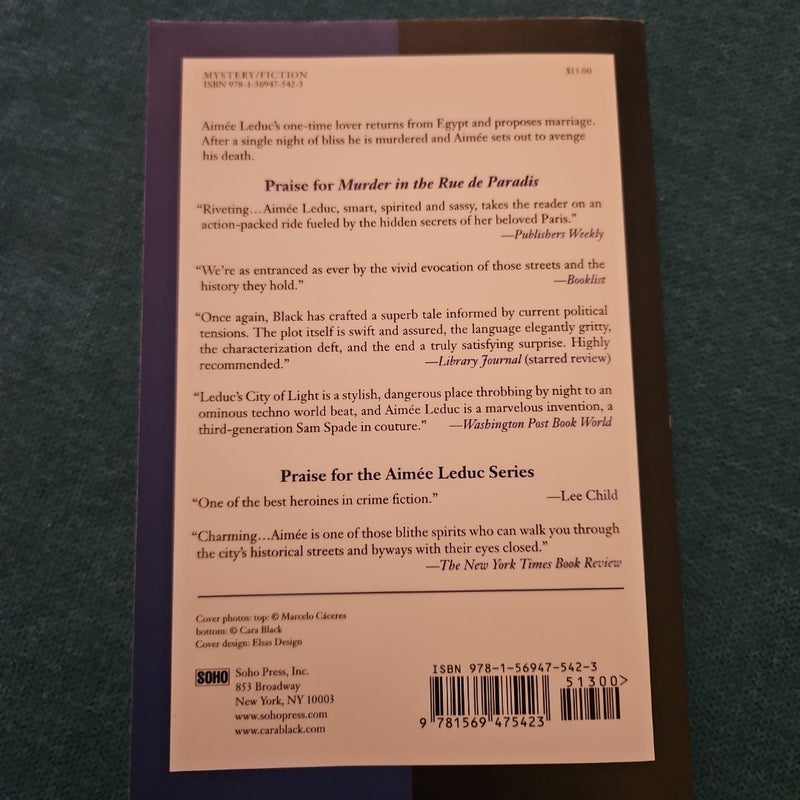 MYSTERY/FICTION
$13.00
ISBN 978-1-56947-542-3
Aimée Leduc's one-time lover returns from Egypt and proposes marriage.
After a single night of bliss he is murdered and Aimée sets out to avenge
his death.
Praise for Murder in the Rue de Paradis
“Riveting…Aimée Leduc, smart, spirited and sassy, takes the reader on an
action-packed ride fueled by the hidden secrets of her beloved Paris.”
—Publishers Weekly
“We're as entranced as ever by the vivid evocation of those streets and the
history they hold.” —Booklist
“Once again, Black has crafted a superb tale informed by current political
tensions. The plot itself is swift and assured, the language elegantly gritty,
the characterization deft, and the end a truly satisfying surprise. Highly
recommended.” —Library Journal (starred review)
“Leduc's City of Light is a stylish, dangerous place throbbing by night to an
ominous techno world beat, and Aimée Leduc is a marvelous invention, a
third-generation Sam Spade in couture.” —Washington Post Book World
Praise for the Aimée Leduc Series
“One of the best heroines in crime fiction.” —Lee Child
“Charming…Aimée is one of those blithe spirits who can walk you through
the city's historical streets and byways with their eyes closed.”
—The New York Times Book Review
Cover photos: top: © Marcelo Cáceres
bottom: © Cara Black
Cover design: Elsas Design
SOHO
Soho Press, Inc.
853 Broadway
New York, NY 10003
www.sohopress.com
www.carablack.com
ISBN 978-1-56947-542-3
51300>
9 781569 475423